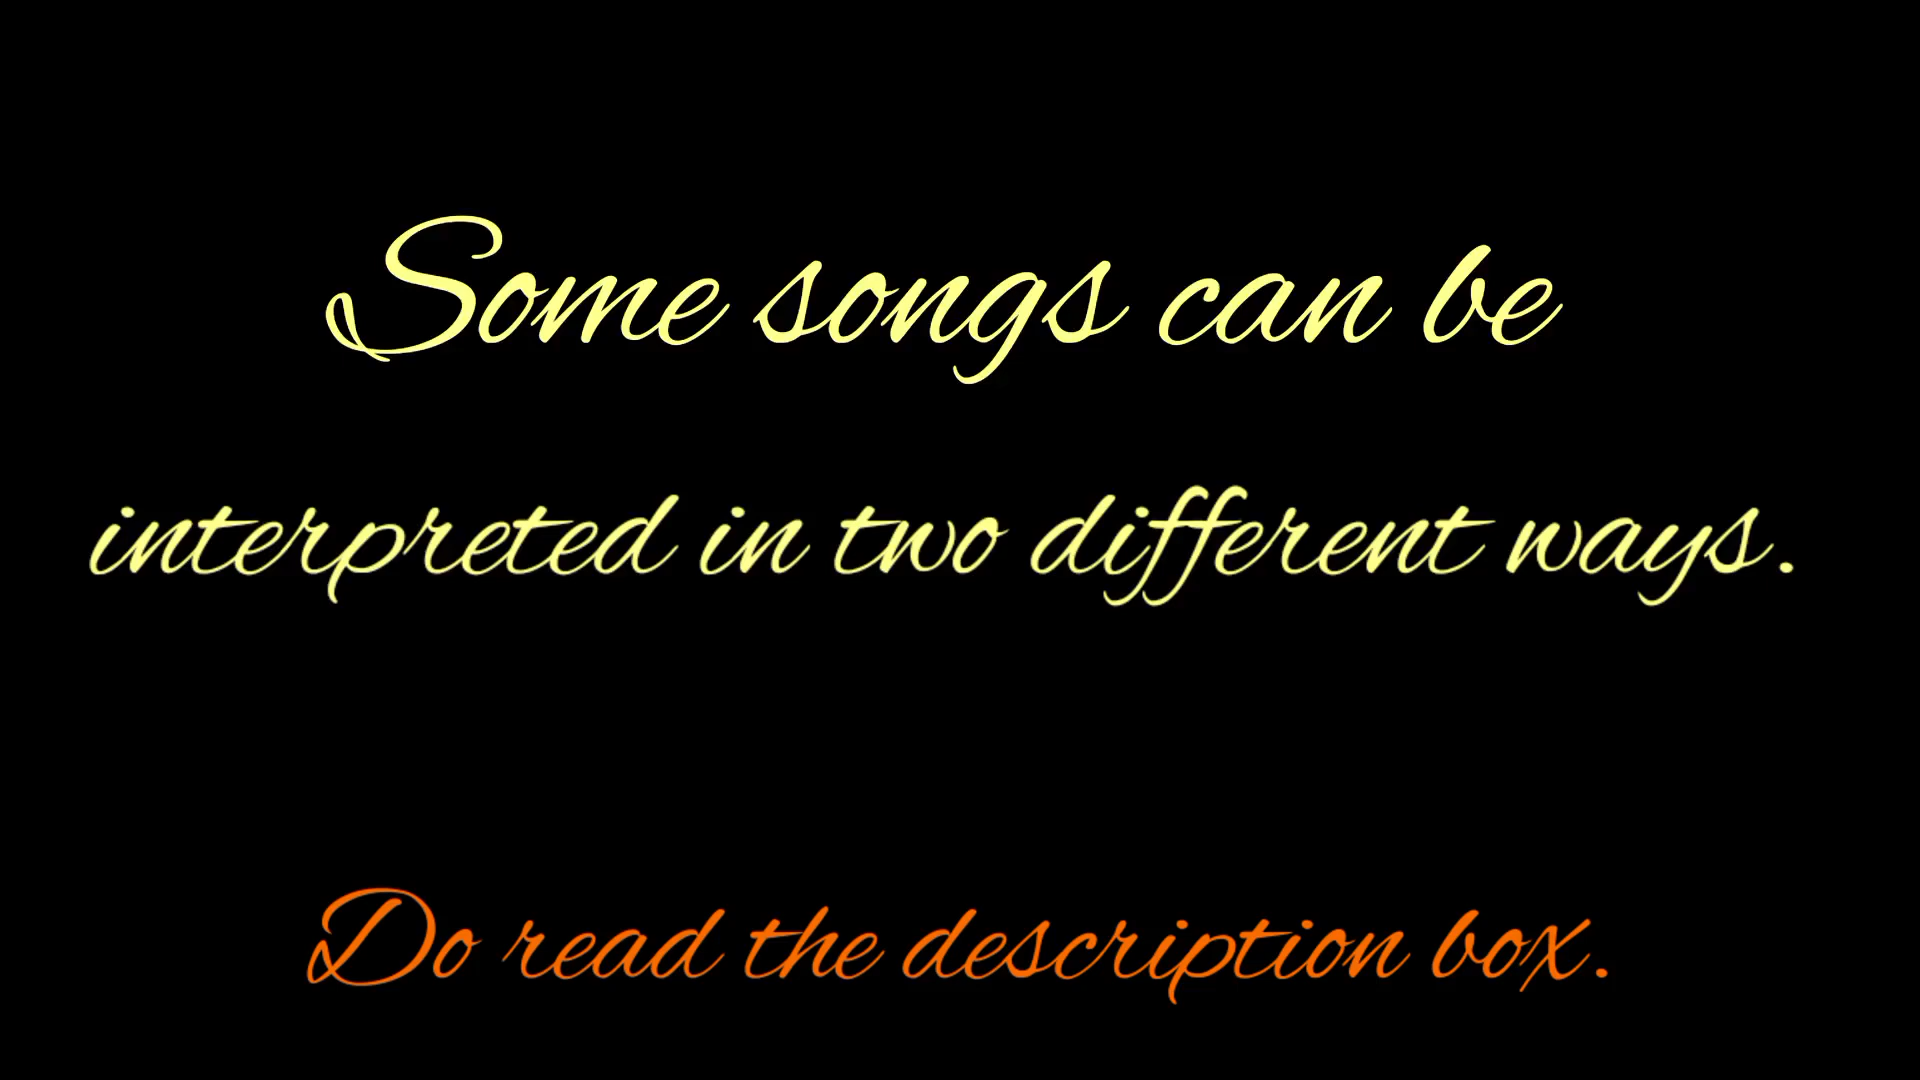 Some songs can be
interpreted in two different ways.
Do read the description box.